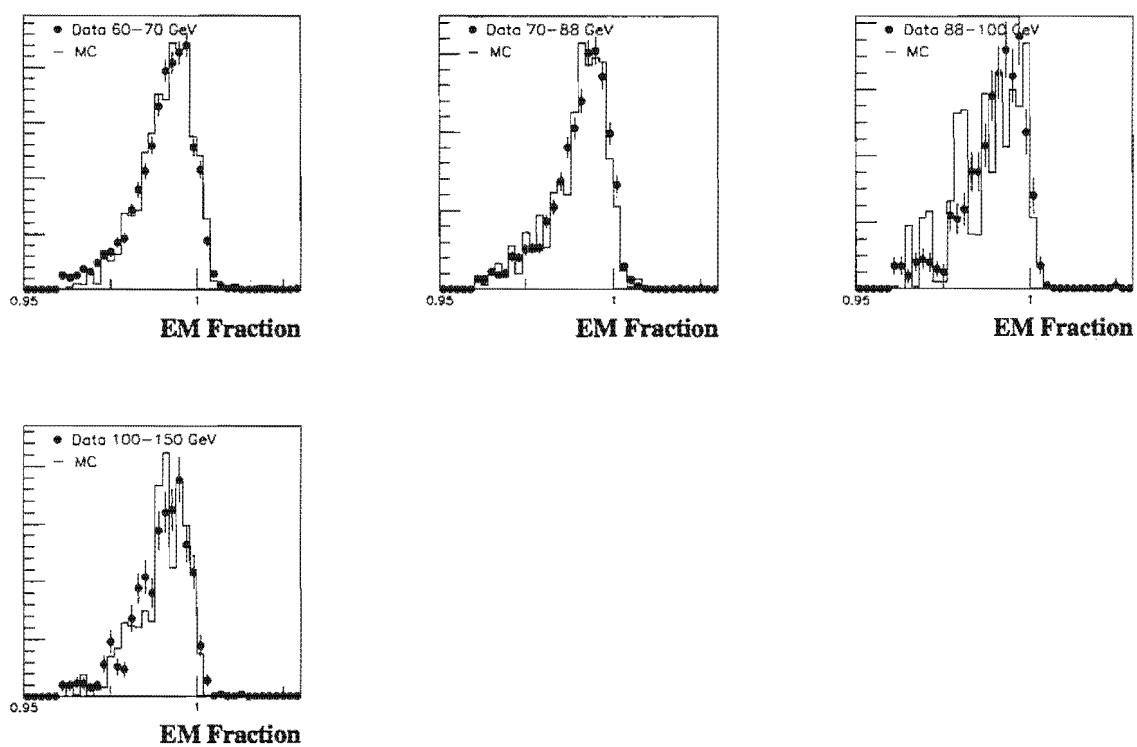 Data 60-70 GeV
MC
0.95
1
EM Fraction
Data 70-88 GeV
MC
0.95
1
EM Fraction
Data 88-100 GeV
MC
0.95
1
EM Fraction
Data 100-150 GeV
MC
0.95
1
EM Fraction